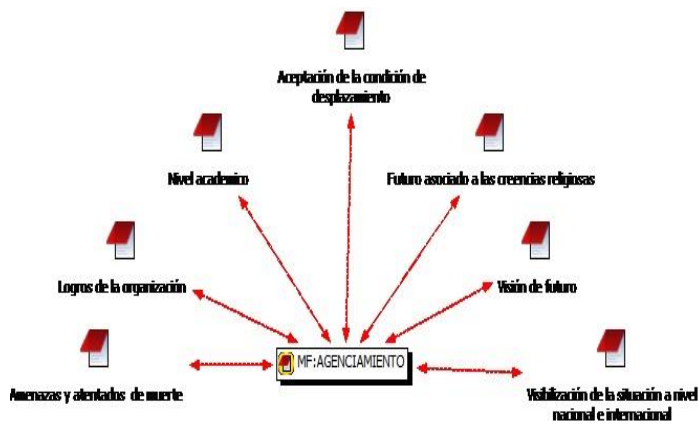 Aceptación de la condición de
desplazamiento
Nivel academico
Futuro asociado a las creencias religiosas
Logros de la organización
Visión de futuro
MF:AGENCIAMIENTO
Amenazas y atentados de muerte
Visibilización de la situación a nivel
nacional e internacional